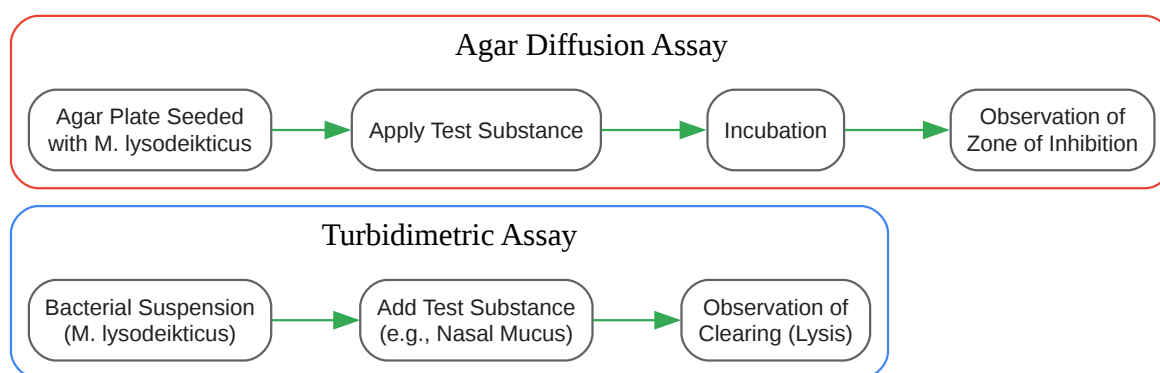 Agar Diffusion Assay
Agar Plate Seeded
with M. lysodeikticus
Apply Test Substance
Incubation
Observation of
Zone of Inhibition
Turbidimetric Assay
Bacterial Suspension
(M. lysodeikticus)
Add Test Substance
(e.g., Nasal Mucus)
Observation of
Clearing (Lysis)